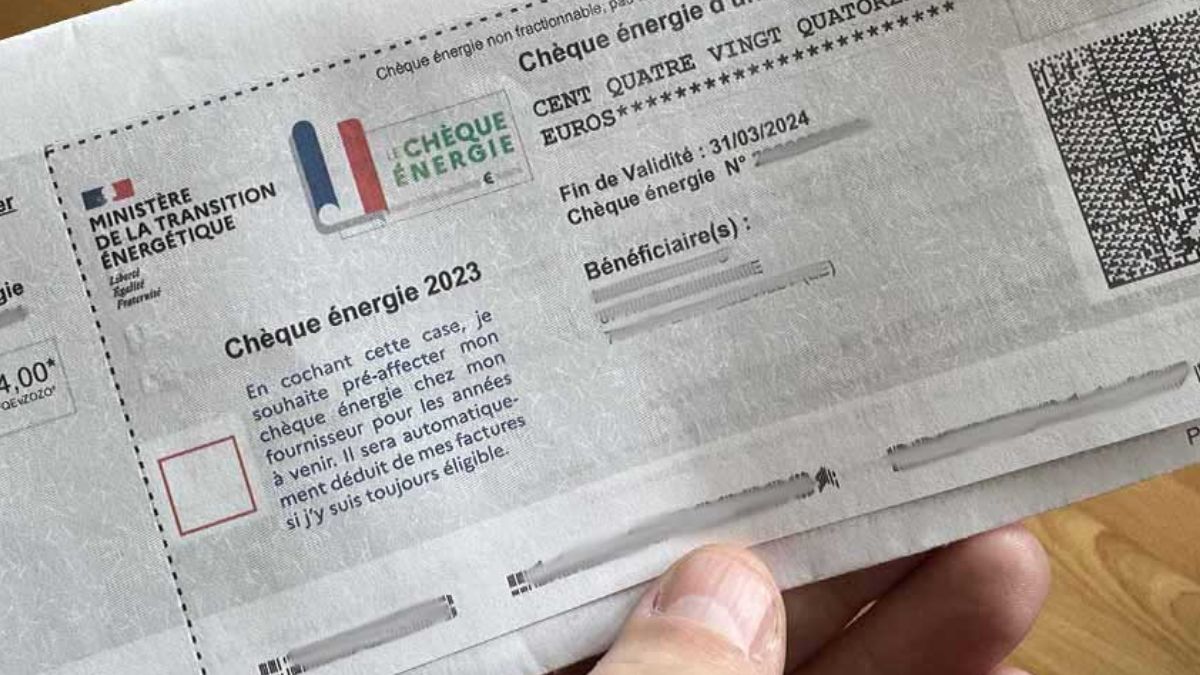 Chèque énergie non fractionnable,
Chèque énergie
CENT QUATRE VINGT
EUROS********************
Fin de Validité : 31/03/2024
Chèque énergie N°
Bénéficiaire(s) :
LE CHÈQUE
ÉNERGIE
€
MINISTÈRE
DE LA TRANSITION
ÉNERGÉTIQUE
Liberté
Égalité
Fraternité
Chèque énergie 2023
En cochant cette case, je
souhaite pré-affecter mon
chèque énergie chez mon
fournisseur pour les années
à venir. Il sera automatique-
ment déduit de mes factures
si j'y suis toujours éligible.
4,00*